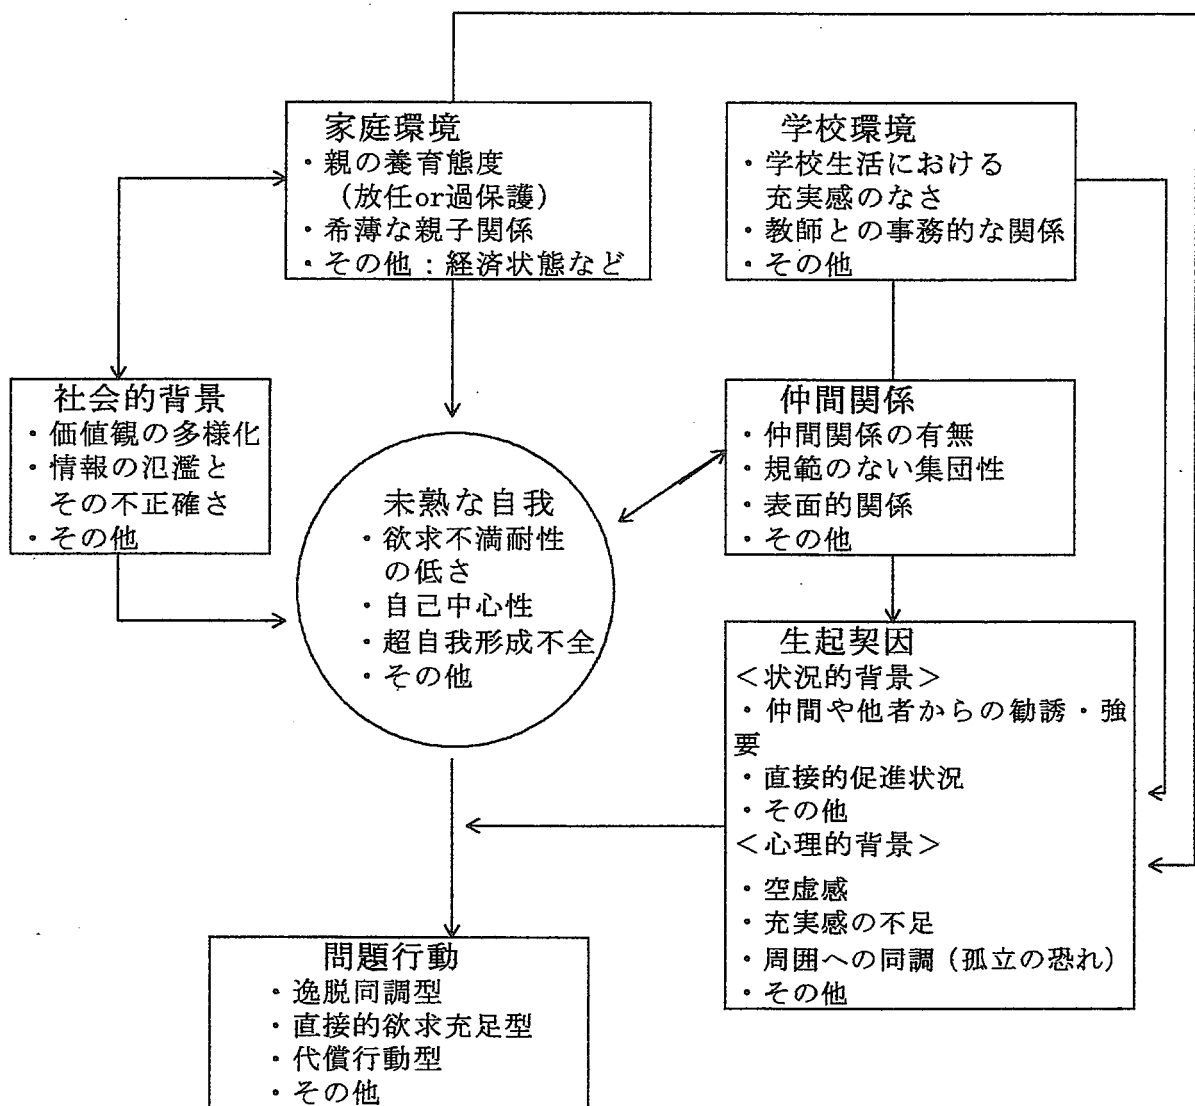 家庭環境
・親の養育態度
（放任or過保護）
・希薄な親子関係
・その他：経済状態など
学校環境
・学校生活における
充実感のなさ
・教師との事務的な関係
・その他
社会的背景
・価値観の多様化
・情報の氾濫と
その不正確さ
・その他
未熟な自我
・欲求不満耐性
の低さ
・自己中心性
・超自我形成不全
・その他
仲間関係
・仲間関係の有無
・規範のない集団性
・表面的関係
・その他
生起契因
＜状況的背景＞
・仲間や他者からの勧誘・強
要
・直接的促進状況
・その他
＜心理的背景＞
・空虚感
・充実感の不足
・周囲への同調（孤立の恐れ）
・その他
問題行動
・逸脱同調型
・直接的欲求充足型
・代償行動型
・その他